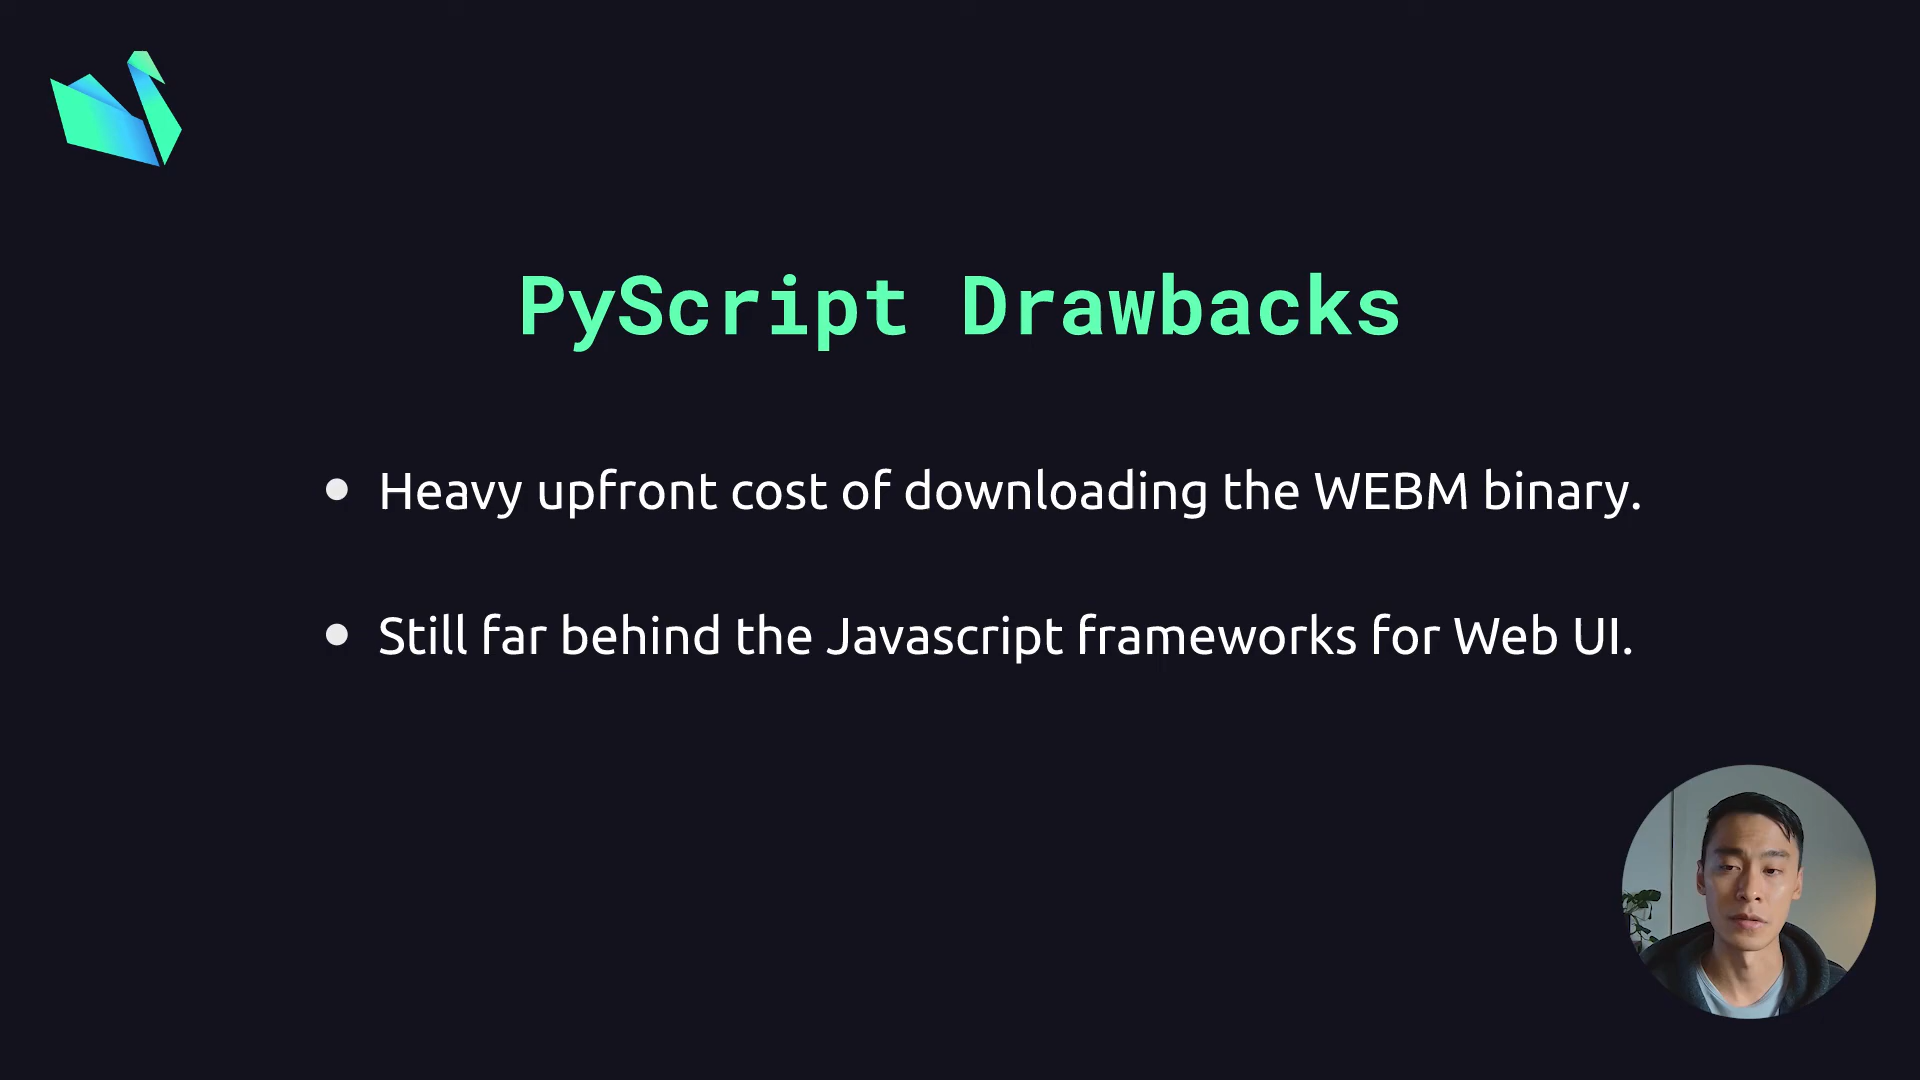 PyScript Drawbacks
Heavy upfront cost of downloading the WEBM binary.
Still far behind the Javascript frameworks for Web UI.